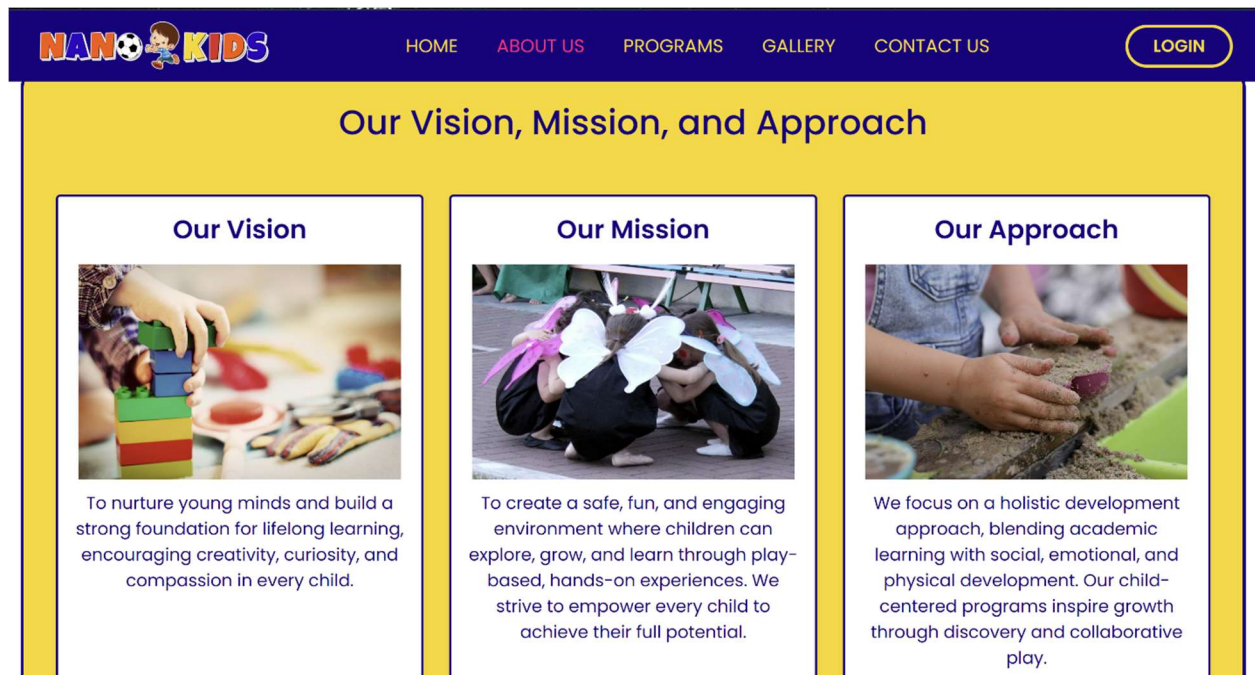 NANO KIDS
HOME
ABOUT US
PROGRAMS
GALLERY
CONTACT US
LOGIN
Our Vision, Mission, and Approach
Our Vision
To nurture young minds and build a
strong foundation for lifelong learning,
encouraging creativity, curiosity, and
compassion in every child.
Our Mission
To create a safe, fun, and engaging
environment where children can
explore, grow, and learn through play-
based, hands-on experiences. We
strive to empower every child to
achieve their full potential.
Our Approach
We focus on a holistic development
approach, blending academic
learning with social, emotional, and
physical development. Our child-
centered programs inspire growth
through discovery and collaborative
play.